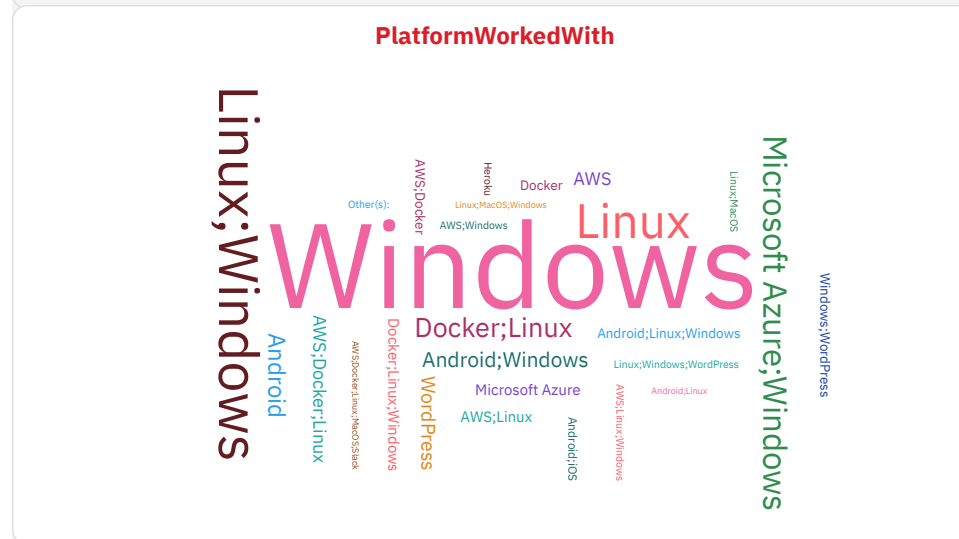 PlatformWorkedWith
Linux;Windows
AWS;Docker
Heroku
Docker
AWS
Linux;MacOS
Microsoft Azure;Windows
Other(s):
Linux;MacOS;Windows
AWS;Windows
Linux
Windows
Windows;WordPress
Android
AWS;Docker;Linux
AWS;Docker;Linux;MacOS;Slack
Docker;Linux;Windows
Docker;Linux
Android;Linux;Windows
Android;Windows
Linux;Windows;WordPress
WordPress
Microsoft Azure
Android;Linux
AWS;Linux
Android;iOS
AWS;Linux;Windows